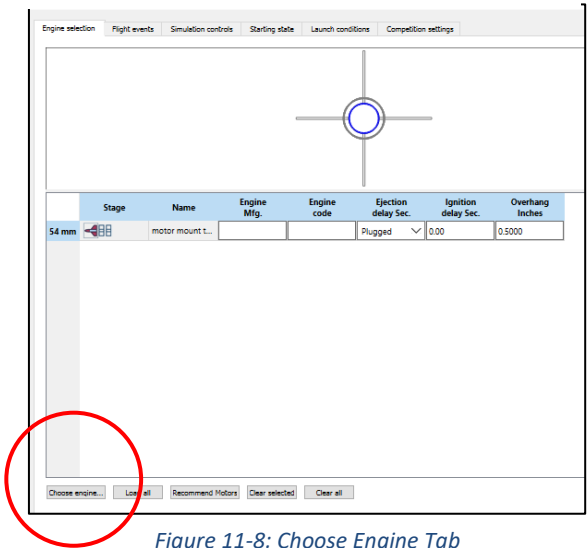 Engine selection Flight events Simulation controls Starting state Launch conditions Competition settings
Stage Name Engine Mfg. Engine code Ejection delay Sec. Ignition delay Sec. Overhang Inches
54 mm motor mount t... Plugged 0.00 0.5000
Choose engine... Load all Recommend Motors Clear selected Clear all
Figure 11-8: Choose Engine Tab